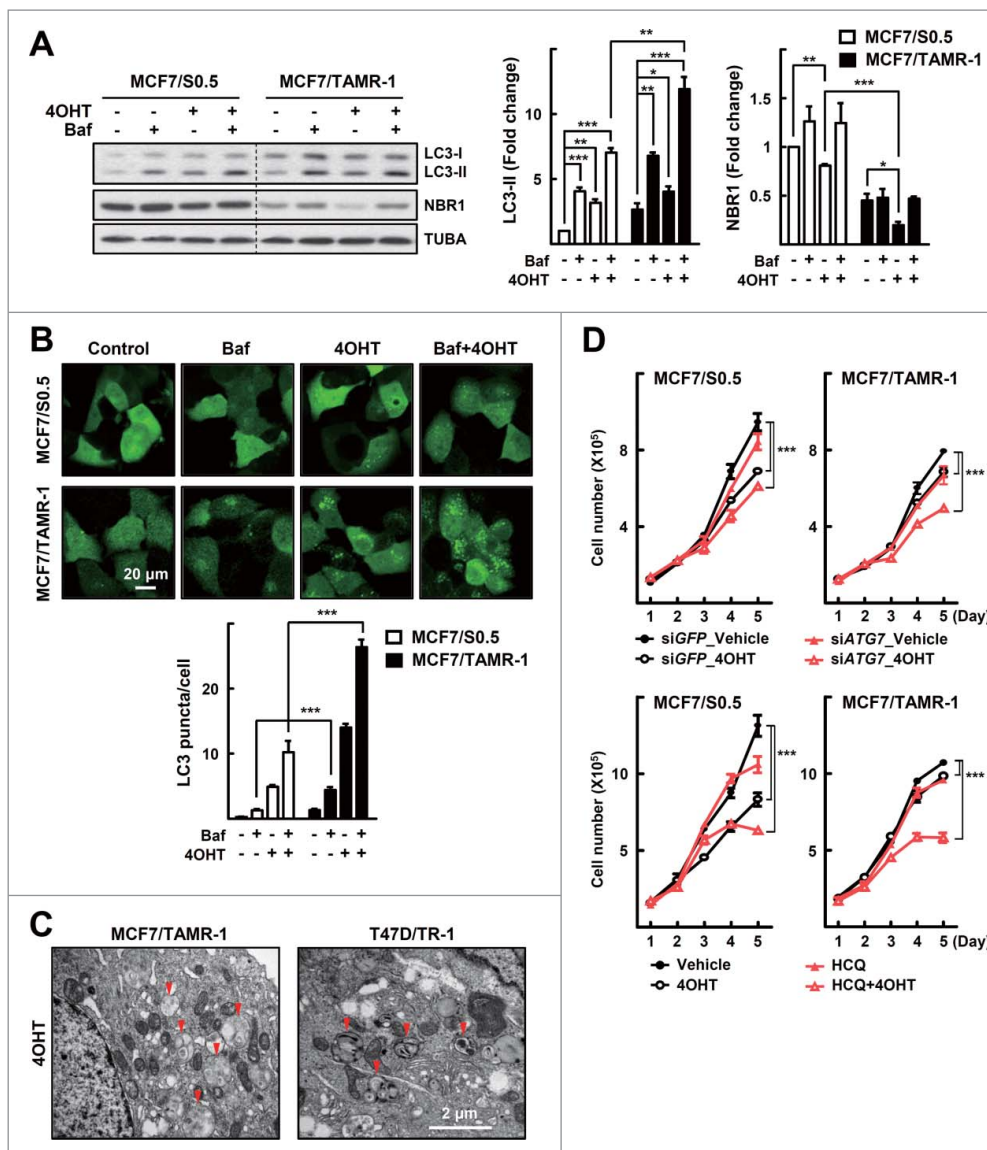 A
MCF7/S0.5 MCF7/TAMR-1
4OHT - - + + - - + +
Baf - + - + - + - +
LC3-I
LC3-II
NBR1
TUBA
LC3-II (Fold change)
10
5
** *** * ** *** ** ***
Baf - + - + - + - +
4OHT - - + + - - + +
MCF7/S0.5
MCF7/TAMR-1
NBR1 (Fold change)
1.5
1
0.5
0
** *** *
Baf - + - + - + - +
4OHT - - + + - - + +
B
Control Baf 4OHT Baf+4OHT
MCF7/S0.5
MCF7/TAMR-1
20 µm
LC3 puncta/cell
20
10
MCF7/S0.5
MCF7/TAMR-1
***
***
Baf - + - + - + - +
4OHT - - + + - - + +
C
MCF7/TAMR-1 T47D/TR-1
4OHT
2 µm
D
MCF7/S0.5 MCF7/TAMR-1
Cell number (X10⁵)
8
4
*** ***
1 2 3 4 5 1 2 3 4 5 (Day)
siGFP_Vehicle siATG7_Vehicle
siGFP_4OHT siATG7_4OHT
MCF7/S0.5 MCF7/TAMR-1
Cell number (X10⁵)
10
5
*** ***
1 2 3 4 5 1 2 3 4 5 (Day)
Vehicle HCQ
4OHT HCQ+4OHT